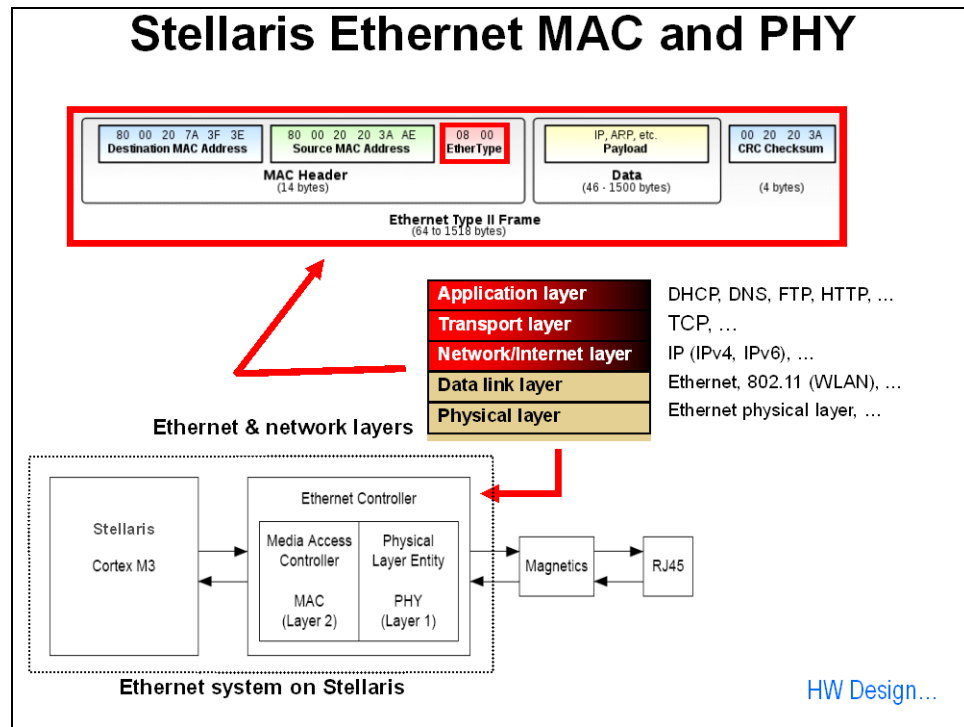 Stellaris Ethernet MAC and PHY
80 00 20 7A 3F 3E
Destination MAC Address
80 00 20 20 3A AE
Source MAC Address
08 00
EtherType
IP, ARP, etc.
Payload
00 20 20 3A
CRC Checksum
MAC Header
(14 bytes)
Data
(46 - 1500 bytes)
(4 bytes)
Ethernet Type II Frame
(64 to 1518 bytes)
Application layer
DHCP, DNS, FTP, HTTP, ...
Transport layer
TCP, ...
Network/Internet layer
IP (IPv4, IPv6), ...
Data link layer
Ethernet, 802.11 (WLAN), ...
Physical layer
Ethernet physical layer, ...
Ethernet & network layers
Stellaris
Cortex M3
Ethernet Controller
Media Access
Controller
MAC
(Layer 2)
Physical
Layer Entity
PHY
(Layer 1)
Magnetics
RJ45
Ethernet system on Stellaris
HW Design...